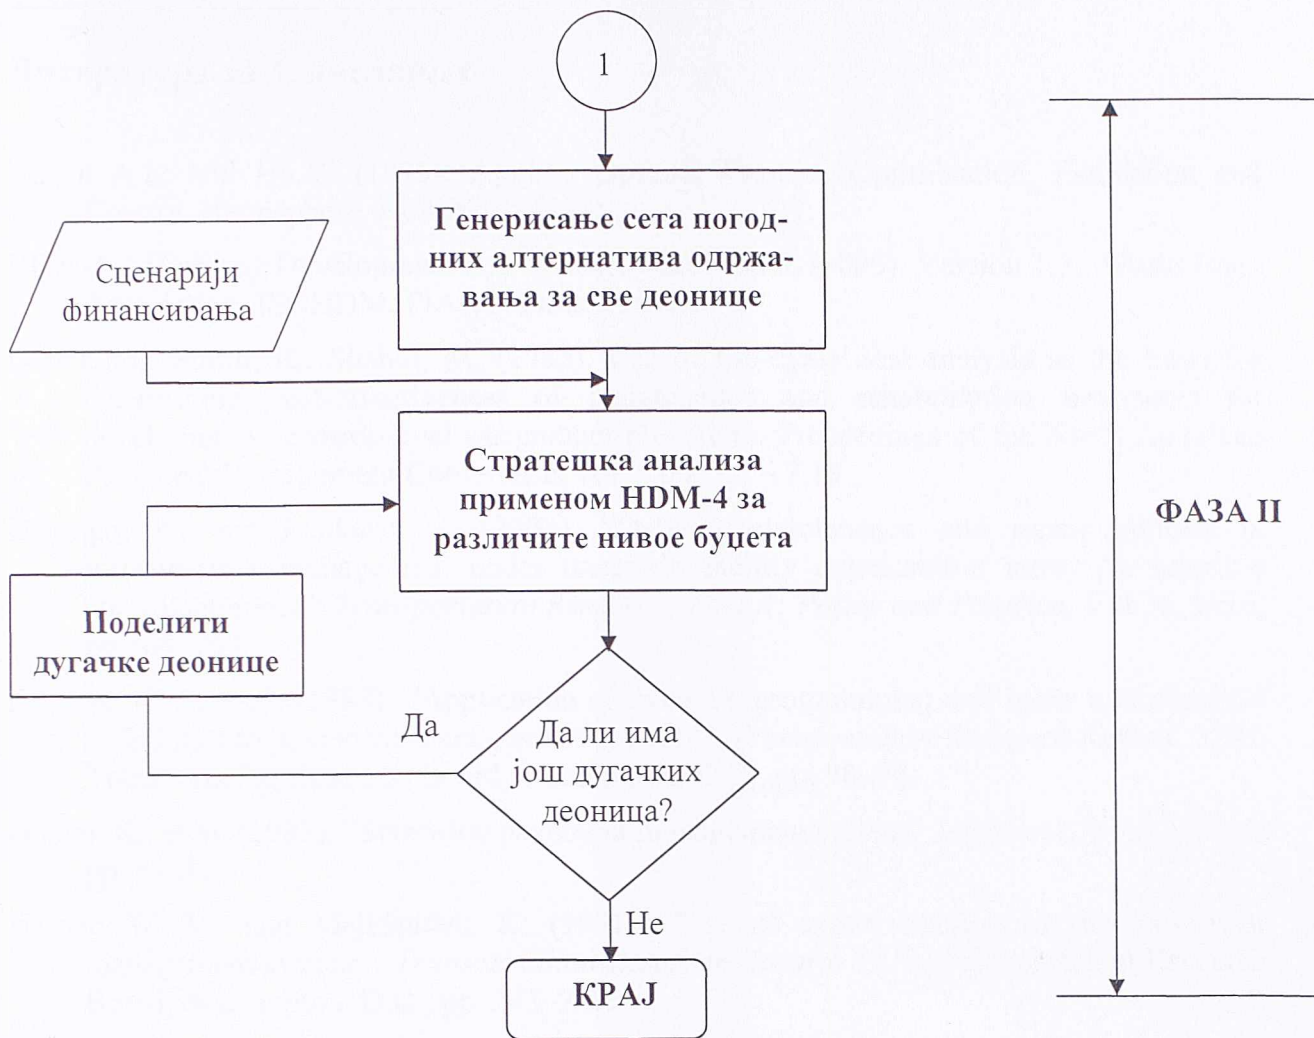 1
Генерисање сета погод-
них алтернатива одржа-
вања за све деонице
Сценарији
финансирања
Стратешка анализа
применом HDM-4 за
различите нивое буџета
ФАЗА II
Поделити
дугачке деонице
Да
Да ли има
још дугачких
деоница?
Не
КРАЈ